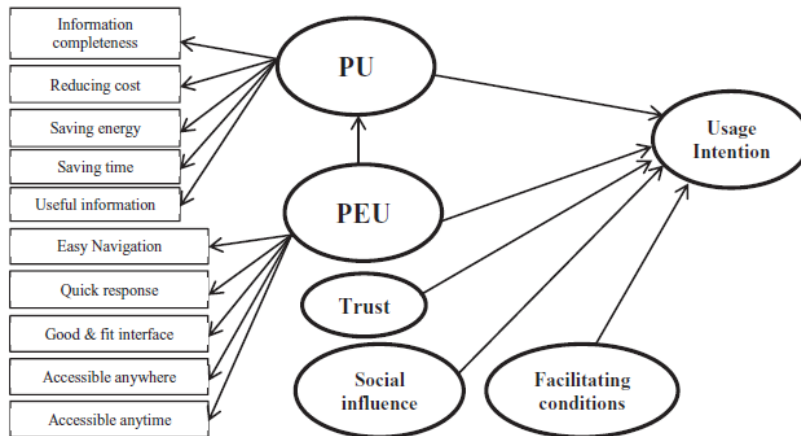 Information
completeness
Reducing cost
Saving energy
Saving time
Useful information
Easy Navigation
Quick response
Good & fit interface
Accessible anywhere
Accessible anytime
PU
PEU
Trust
Social
influence
Facilitating
conditions
Usage
Intention